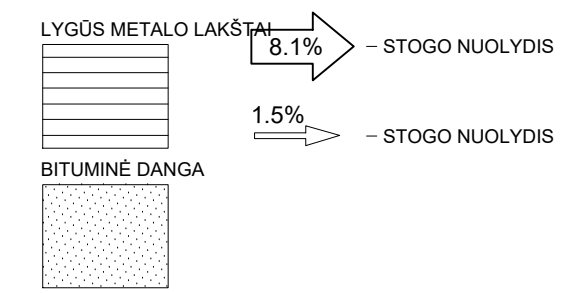 LYGŪS METALO LAKŠTAI
8.1%
– STOGO NUOLYDIS
1.5%
– STOGO NUOLYDIS
BITUMINĖ DANGA